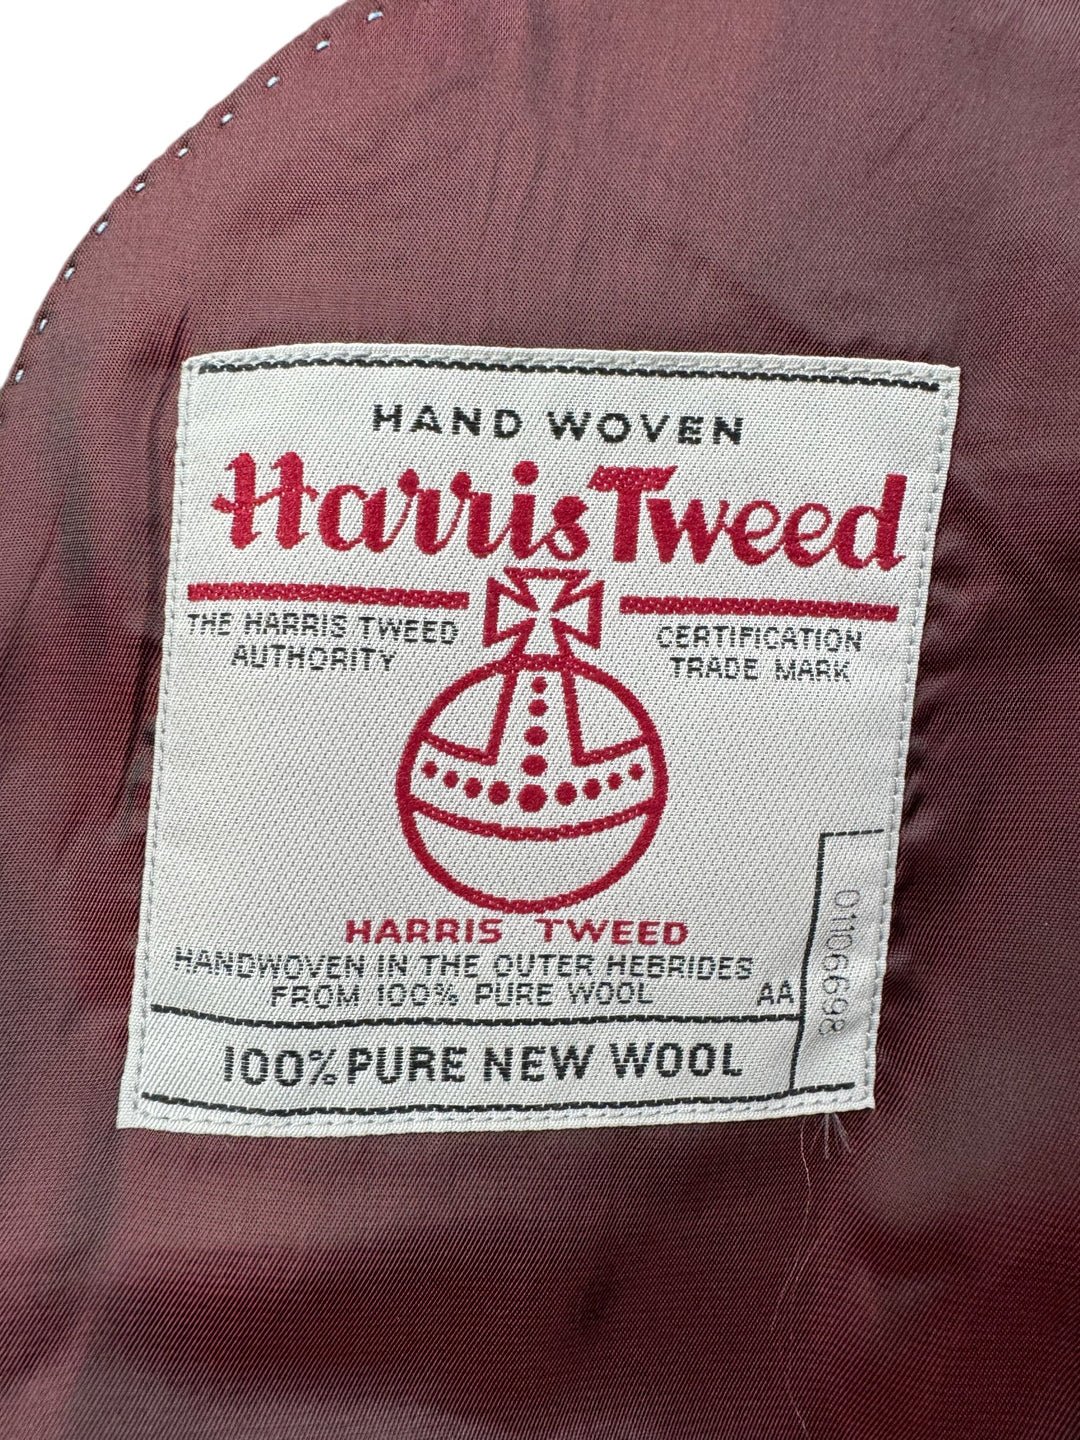 HAND WOVEN
Harris Tweed
THE HARRIS TWEED
AUTHORITY
CERTIFICATION
TRADE MARK
HARRIS TWEED
HANDWOVEN IN THE OUTER HEBRIDES
FROM 100% PURE WOOL
AA
01106698
100% PURE NEW WOOL